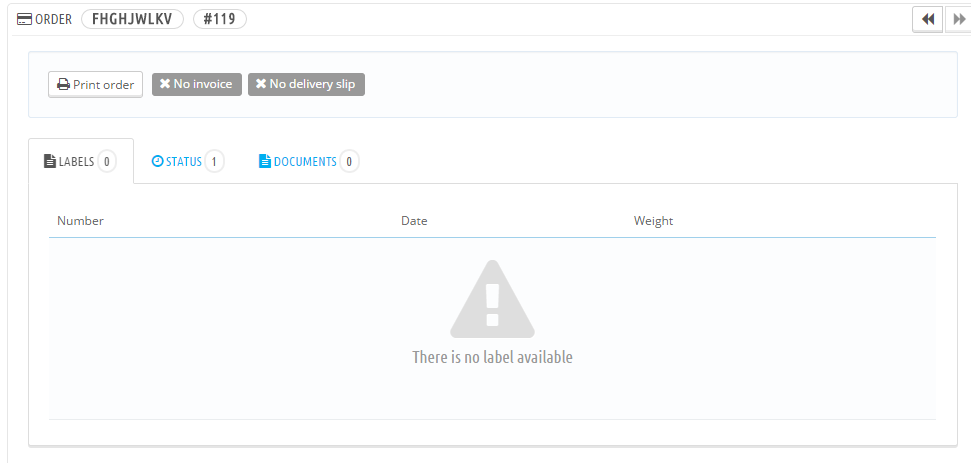 ORDER FHGHJWLKV #119
Print order No invoice No delivery slip
LABELS 0 STATUS 1 DOCUMENTS 0
Number Date Weight
There is no label available